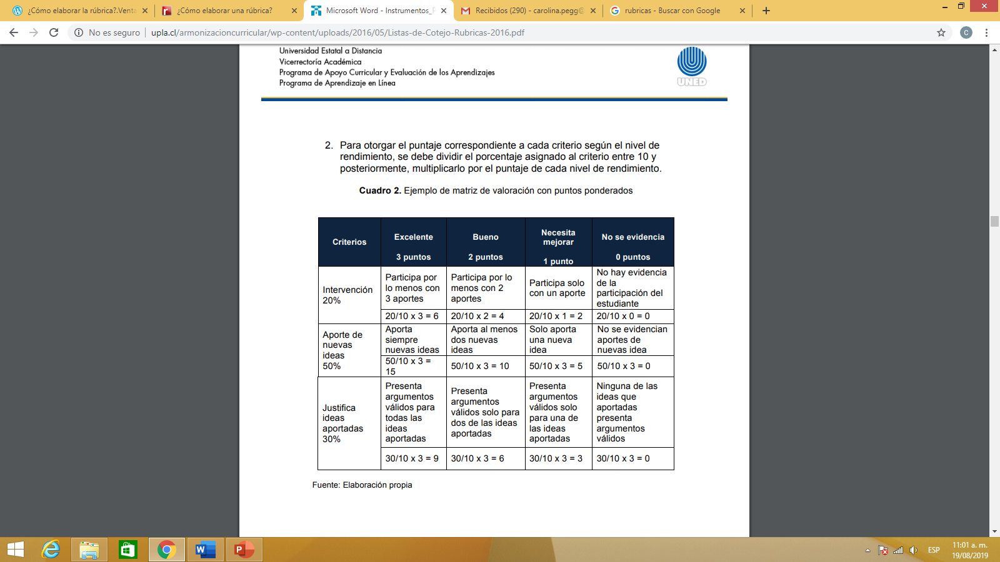 ¿Cómo elaborar la rúbrica?.Venta
¿Cómo elaborar una rúbrica?
Microsoft Word - Instrumentos_P
Recibidos (290) - carolina.pegg@
rubricas - Buscar con Google
No es seguro
upla.cl/armonizacioncurricular/wp-content/uploads/2016/05/Listas-de-Cotejo-Rubricas-2016.pdf
C
Universidad Estatal a Distancia
Vicerrectoría Académica
Programa de Apoyo Curricular y Evaluación de los Aprendizajes
Programa de Aprendizaje en Línea
UNED
2. Para otorgar el puntaje correspondiente a cada criterio según el nivel de
rendimiento, se debe dividir el porcentaje asignado al criterio entre 10 y
posteriormente, multiplicarlo por el puntaje de cada nivel de rendimiento.
Cuadro 2. Ejemplo de matriz de valoración con puntos ponderados
Criterios
Excelente
3 puntos
Bueno
2 puntos
Necesita
mejorar
1 punto
No se evidencia
0 puntos
Intervención
20%
Participa por
lo menos con
3 aportes
Participa por lo
menos con 2
aportes
Participa solo
con un aporte
No hay evidencia
de la
participación del
estudiante
20/10 x 3 = 6
20/10 x 2 = 4
20/10 x 1 = 2
20/10 x 0 = 0
Aporte de
nuevas
ideas
50%
Aporta
siempre
nuevas ideas
Aporta al menos
dos nuevas
ideas
Solo aporta
una nueva
idea
No se evidencian
aportes de
nuevas idea
50/10 x 3 =
15
50/10 x 3 = 10
50/10 x 3 = 5
50/10 x 3 = 0
Justifica
ideas
aportadas
30%
Presenta
argumentos
válidos para
todas las
ideas
aportadas
Presenta
argumentos
válidos solo para
dos de las ideas
aportadas
Presenta
argumentos
válidos solo
para una de
las ideas
aportadas
Ninguna de las
ideas que
aportadas
presenta
argumentos
válidos
30/10 x 3 = 9
30/10 x 3 = 6
30/10 x 3 = 3
30/10 x 3 = 0
Fuente: Elaboración propia
ESP
11:01 a. m.
19/08/2019